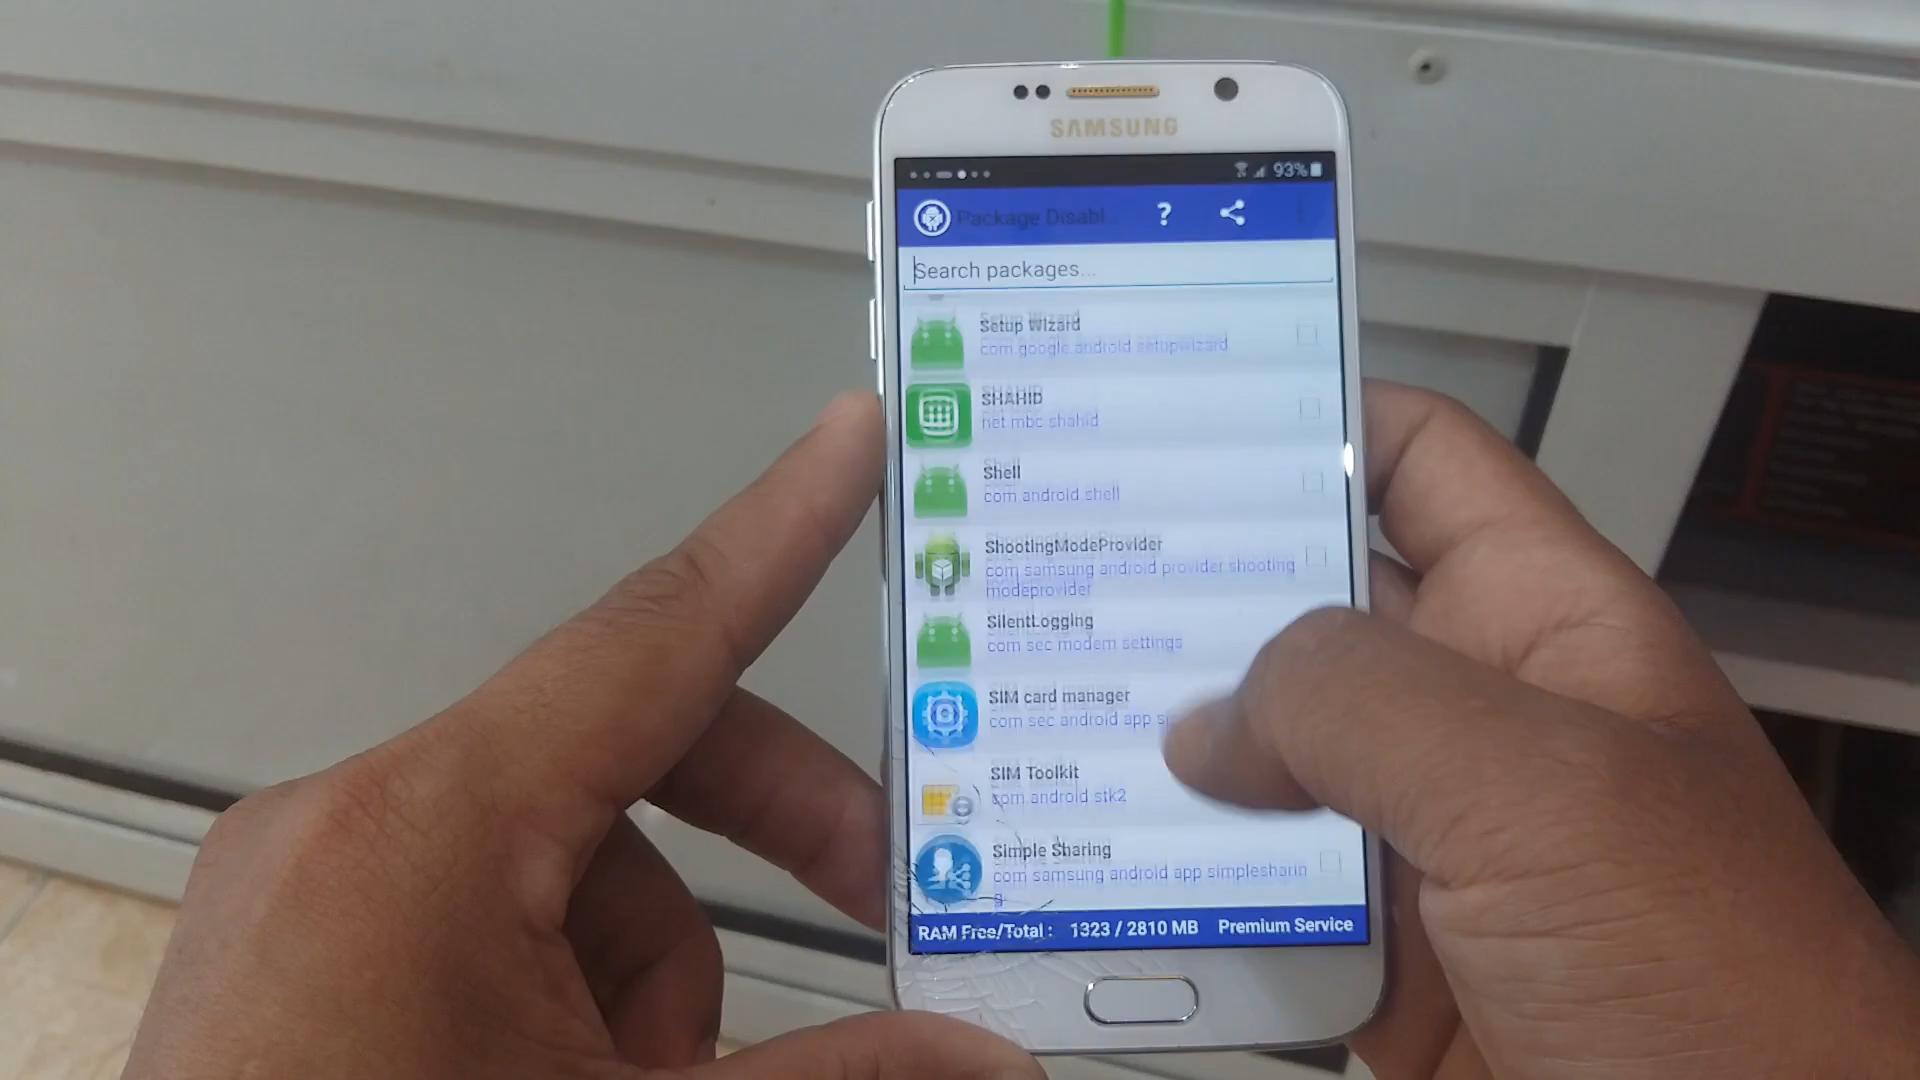 SAMSUNG
93%
Package Disabl
?
Search packages...
Setup Wizard
com google android setupwizard
SHAHID
net mbc shahid
Shell
com android shell
ShootingModeProvider
com samsung android provider shooting
modeprovider
SilentLogging
com sec modem settings
SIM card manager
com sec android app si
SIM Toolkit
com android stk2
Simple Sharing
com samsung android app simplesharin
g
RAM Free/Total : 1323 / 2810 MB Premium Service